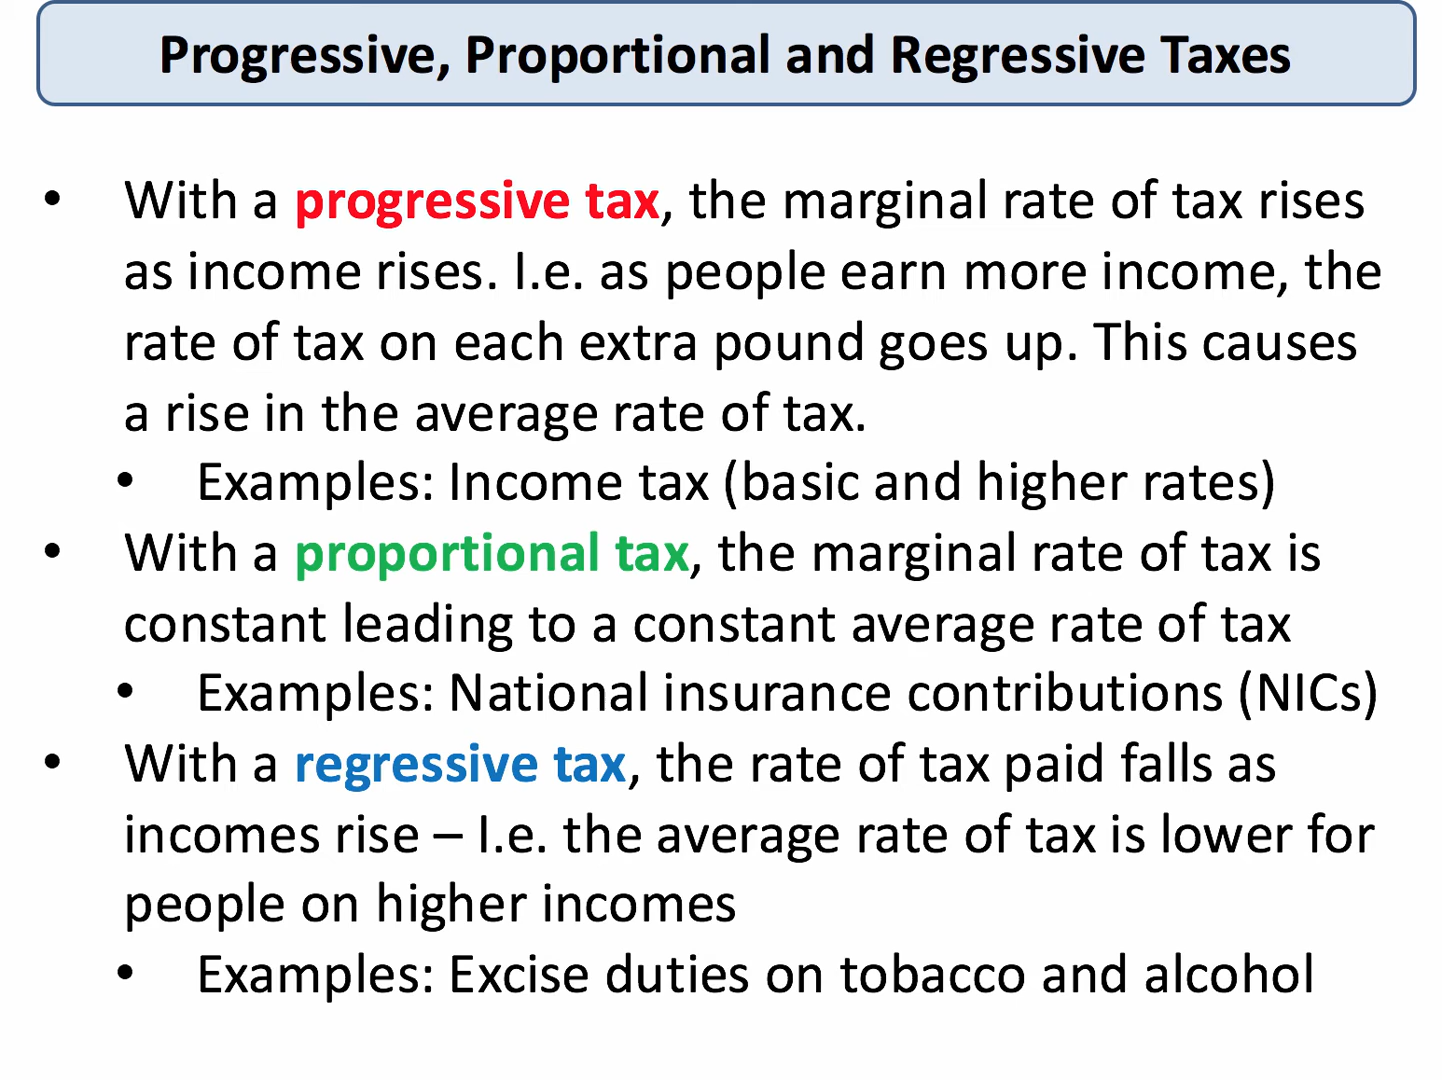 Progressive, Proportional and Regressive Taxes
• With a progressive tax, the marginal rate of tax rises
as income rises. I.e. as people earn more income, the
rate of tax on each extra pound goes up. This causes
a rise in the average rate of tax.
• Examples: Income tax (basic and higher rates)
• With a proportional tax, the marginal rate of tax is
constant leading to a constant average rate of tax
• Examples: National insurance contributions (NICs)
• With a regressive tax, the rate of tax paid falls as
incomes rise – I.e. the average rate of tax is lower for
people on higher incomes
• Examples: Excise duties on tobacco and alcohol